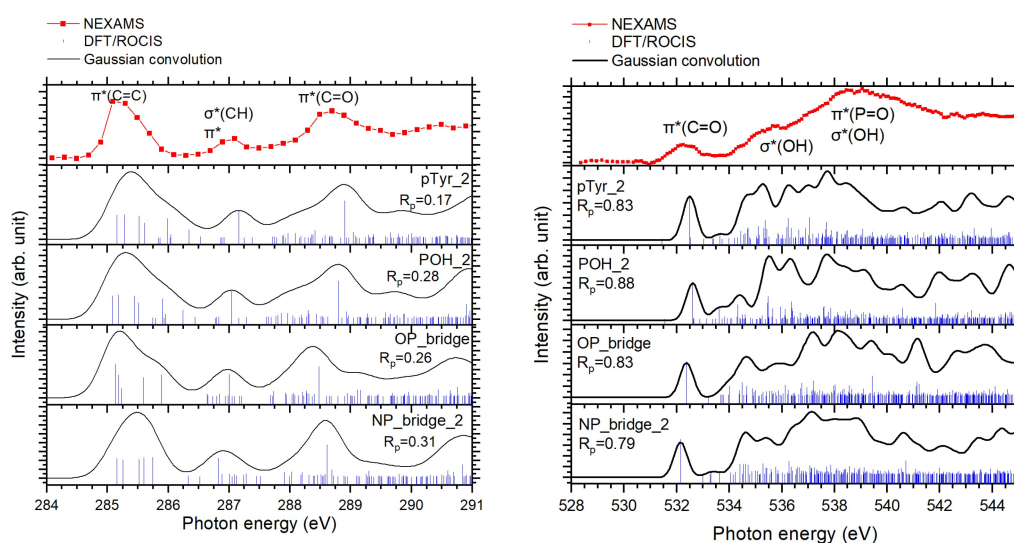 NEXAMS
DFT/ROCIS
Gaussian convolution
π*(C=C)
σ*(CH)
π*
π*(C=O)
pTyr_2
Rp=0.17
POH_2
Rp=0.28
OP_bridge
Rp=0.26
NP_bridge_2
Rp=0.31
Intensity (arb. unit)
284 285 286 287 288 289 290 291
Photon energy (eV)
NEXAMS
DFT/ROCIS
Gaussian convolution
π*(C=O)
σ*(OH)
π*(P=O)
σ*(OH)
pTyr_2
Rp=0.83
POH_2
Rp=0.88
OP_bridge
Rp=0.83
NP_bridge_2
Rp=0.79
Intensity (arb. unit)
528 530 532 534 536 538 540 542 544
Photon energy (eV)